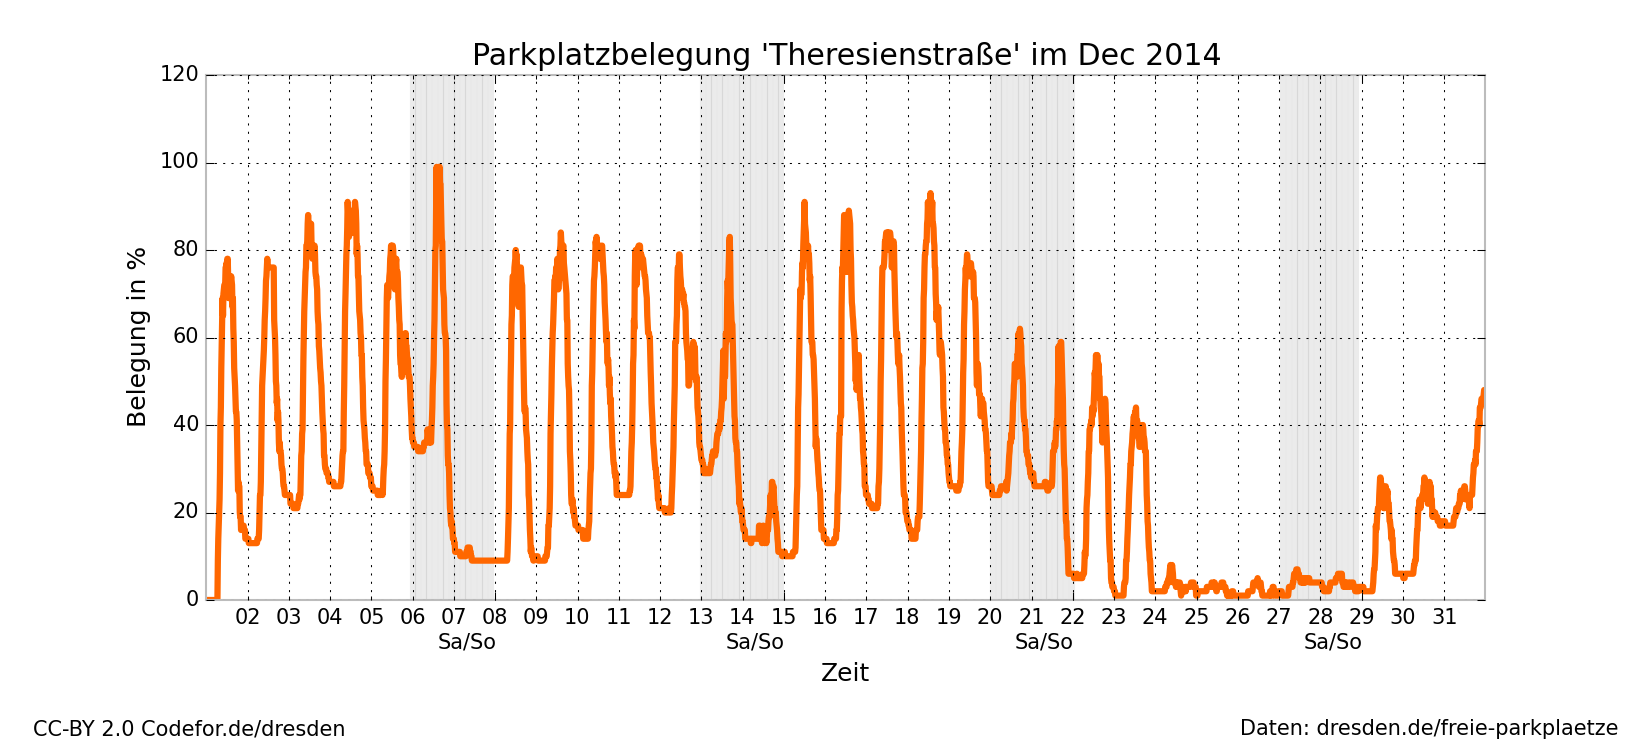 Parkplatzbelegung 'Theresienstraße' im Dec 2014
120
100
80
60
40
20
0
Belegung in %
02 03 04 05 06 07 08 09 10 11 12 13 14 15 16 17 18 19 20 21 22 23 24 25 26 27 28 29 30 31
Sa/So Sa/So Sa/So Sa/So
Zeit
CC-BY 2.0 Codefor.de/dresden
Daten: dresden.de/freie-parkplaetze